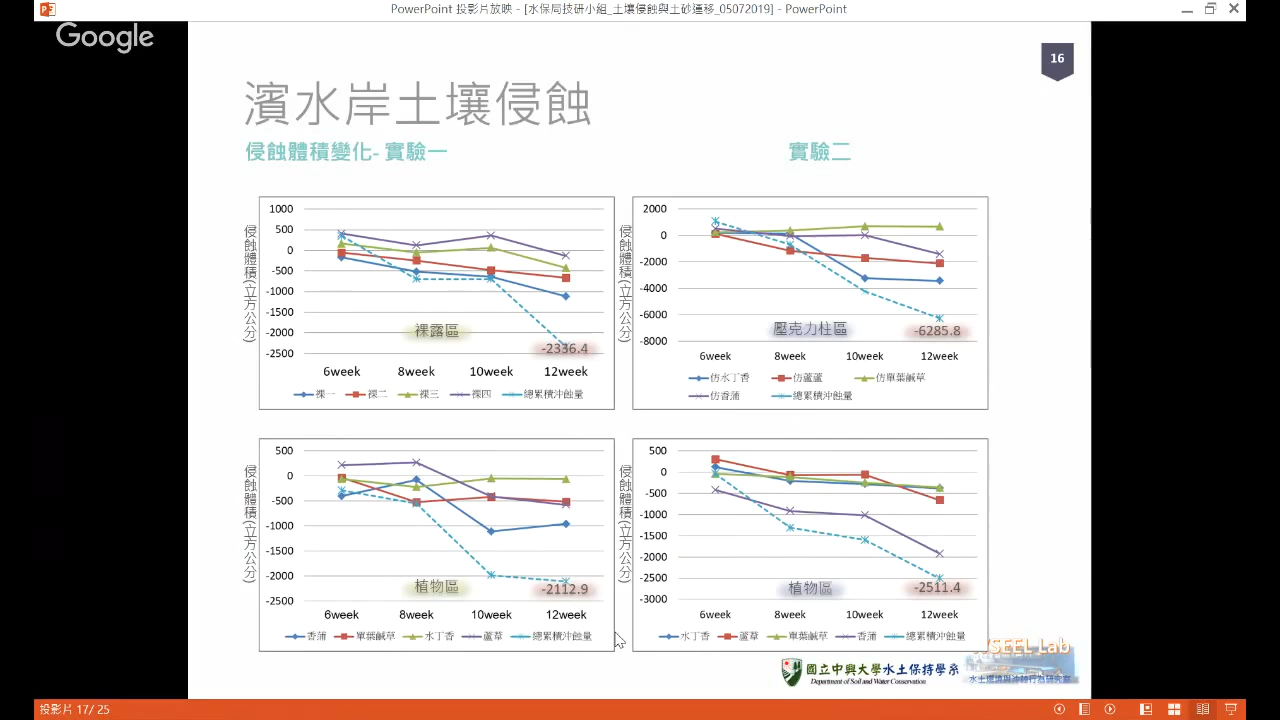 PowerPoint 投影片放映 - [水保局技研小組_土壤侵蝕與土砂運移_05072019] - PowerPoint
Google
16
濱水岸土壤侵蝕
侵蝕體積變化- 實驗一
實驗二
侵蝕體積(立方公分)
1000
500
0
-500
-1000
-1500
-2000
-2500
裸露區
-2336.4
6week 8week 10week 12week
裸一 裸二 裸三 裸四 總累積沖蝕量
侵蝕體積(立方公分)
2000
0
-2000
-4000
-6000
-8000
壓克力柱區
-6285.8
6week 8week 10week 12week
仿水丁香 仿蘆蘆 仿單葉鹹草
仿香蒲 總累積沖蝕量
侵蝕體積(立方公分)
500
0
-500
-1000
-1500
-2000
-2500
植物區
-2112.9
6week 8week 10week 12week
香蒲 單葉鹹草 水丁香 蘆葦 總累積沖蝕量
侵蝕體積(立方公分)
500
0
-500
-1000
-1500
-2000
-2500
-3000
植物區
-2511.4
6week 8week 10week 12week
水丁香 蘆葦 單葉鹹草 香蒲 總累積沖蝕量
國立中興大學水土保持學系
Department of Soil and Water Conservation
SEEL Lab
投影片 17/ 25